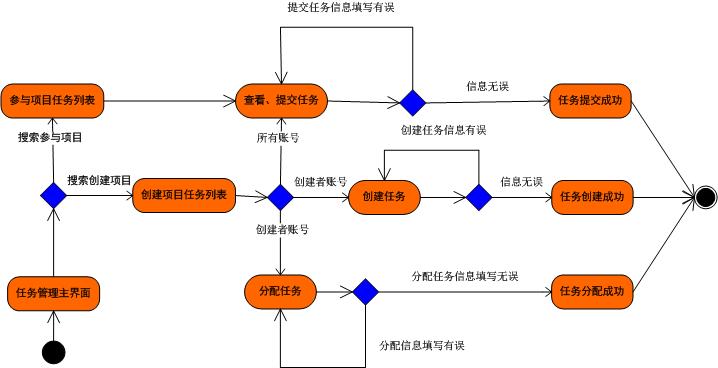 提交任务信息填写有误
参与项目任务列表
查看、提交任务
信息无误
任务提交成功
搜索参与项目
所有账号
创建任务信息有误
搜索创建项目
创建项目任务列表
创建者账号
创建任务
信息无误
任务创建成功
创建者账号
任务管理主界面
分配任务
分配任务信息填写无误
任务分配成功
分配信息填写有误